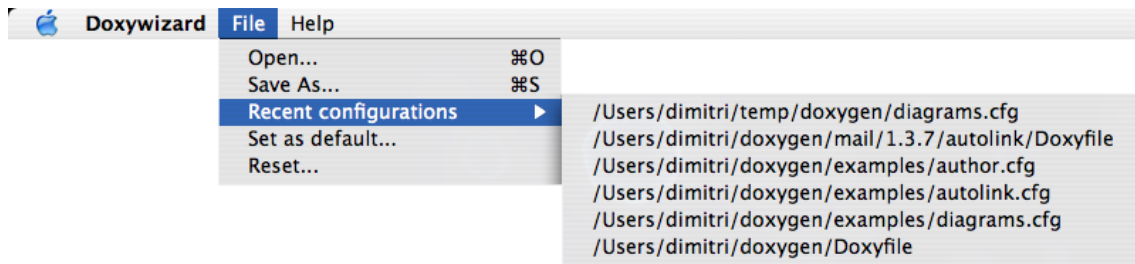 Doxywizard File Help
Open... ⌘O
Save As... ⌘S
Recent configurations ▶
Set as default...
Reset...
/Users/dimitri/temp/doxygen/diagrams.cfg
/Users/dimitri/doxygen/mail/1.3.7/autolink/Doxyfile
/Users/dimitri/doxygen/examples/author.cfg
/Users/dimitri/doxygen/examples/autolink.cfg
/Users/dimitri/doxygen/examples/diagrams.cfg
/Users/dimitri/doxygen/Doxyfile